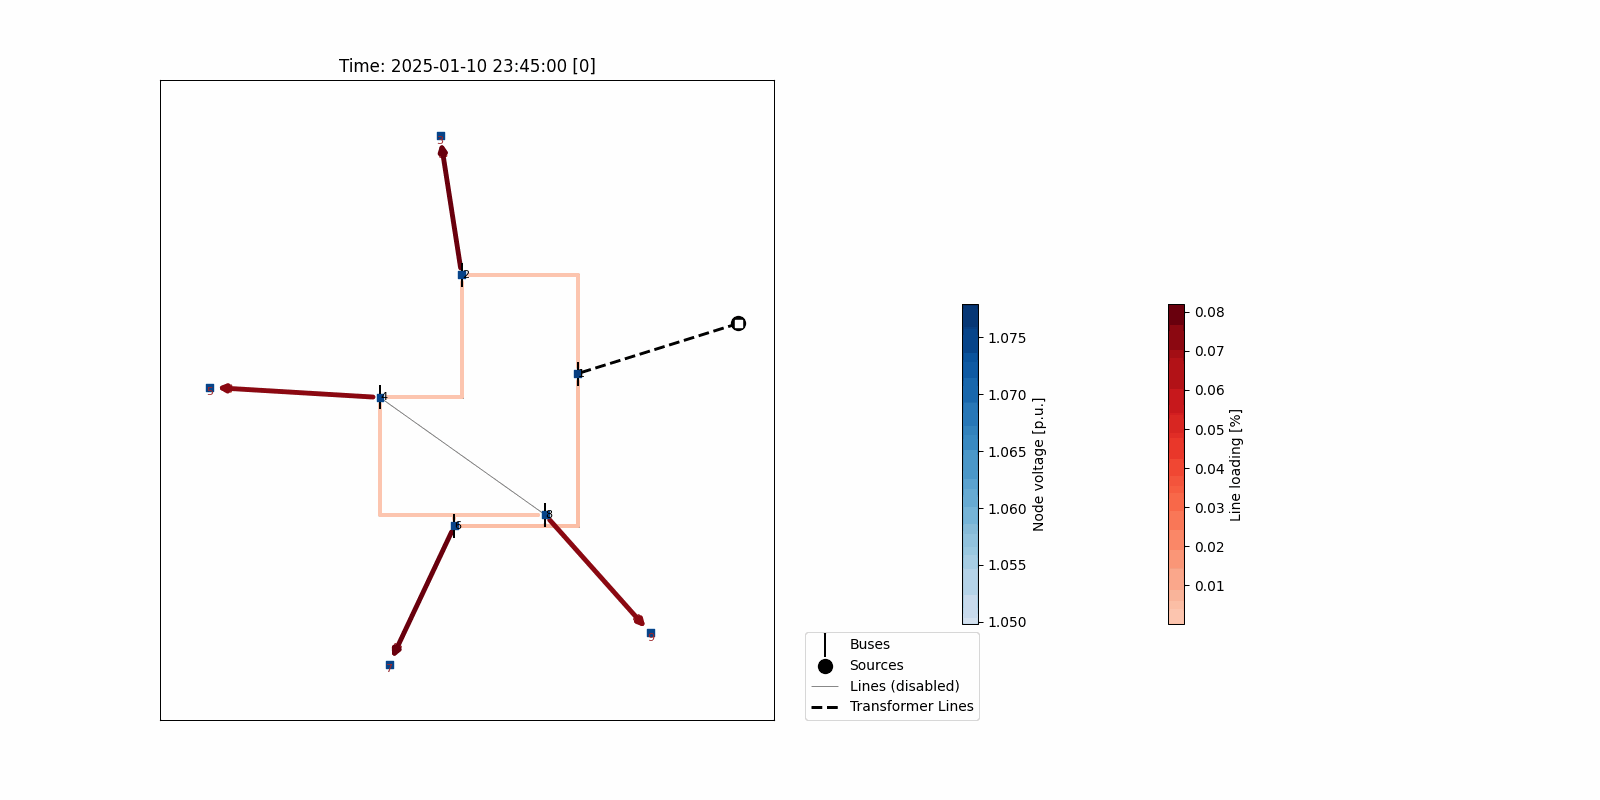 Time: 2025-01-10 23:45:00 [0]
2
4
1.075
1.070
1.065
1.060
1.055
1.050
Node voltage [p.u.]
0.08
0.07
0.06
0.05
0.04
0.03
0.02
0.01
Line loading [%]
Buses
Sources
Lines (disabled)
Transformer Lines